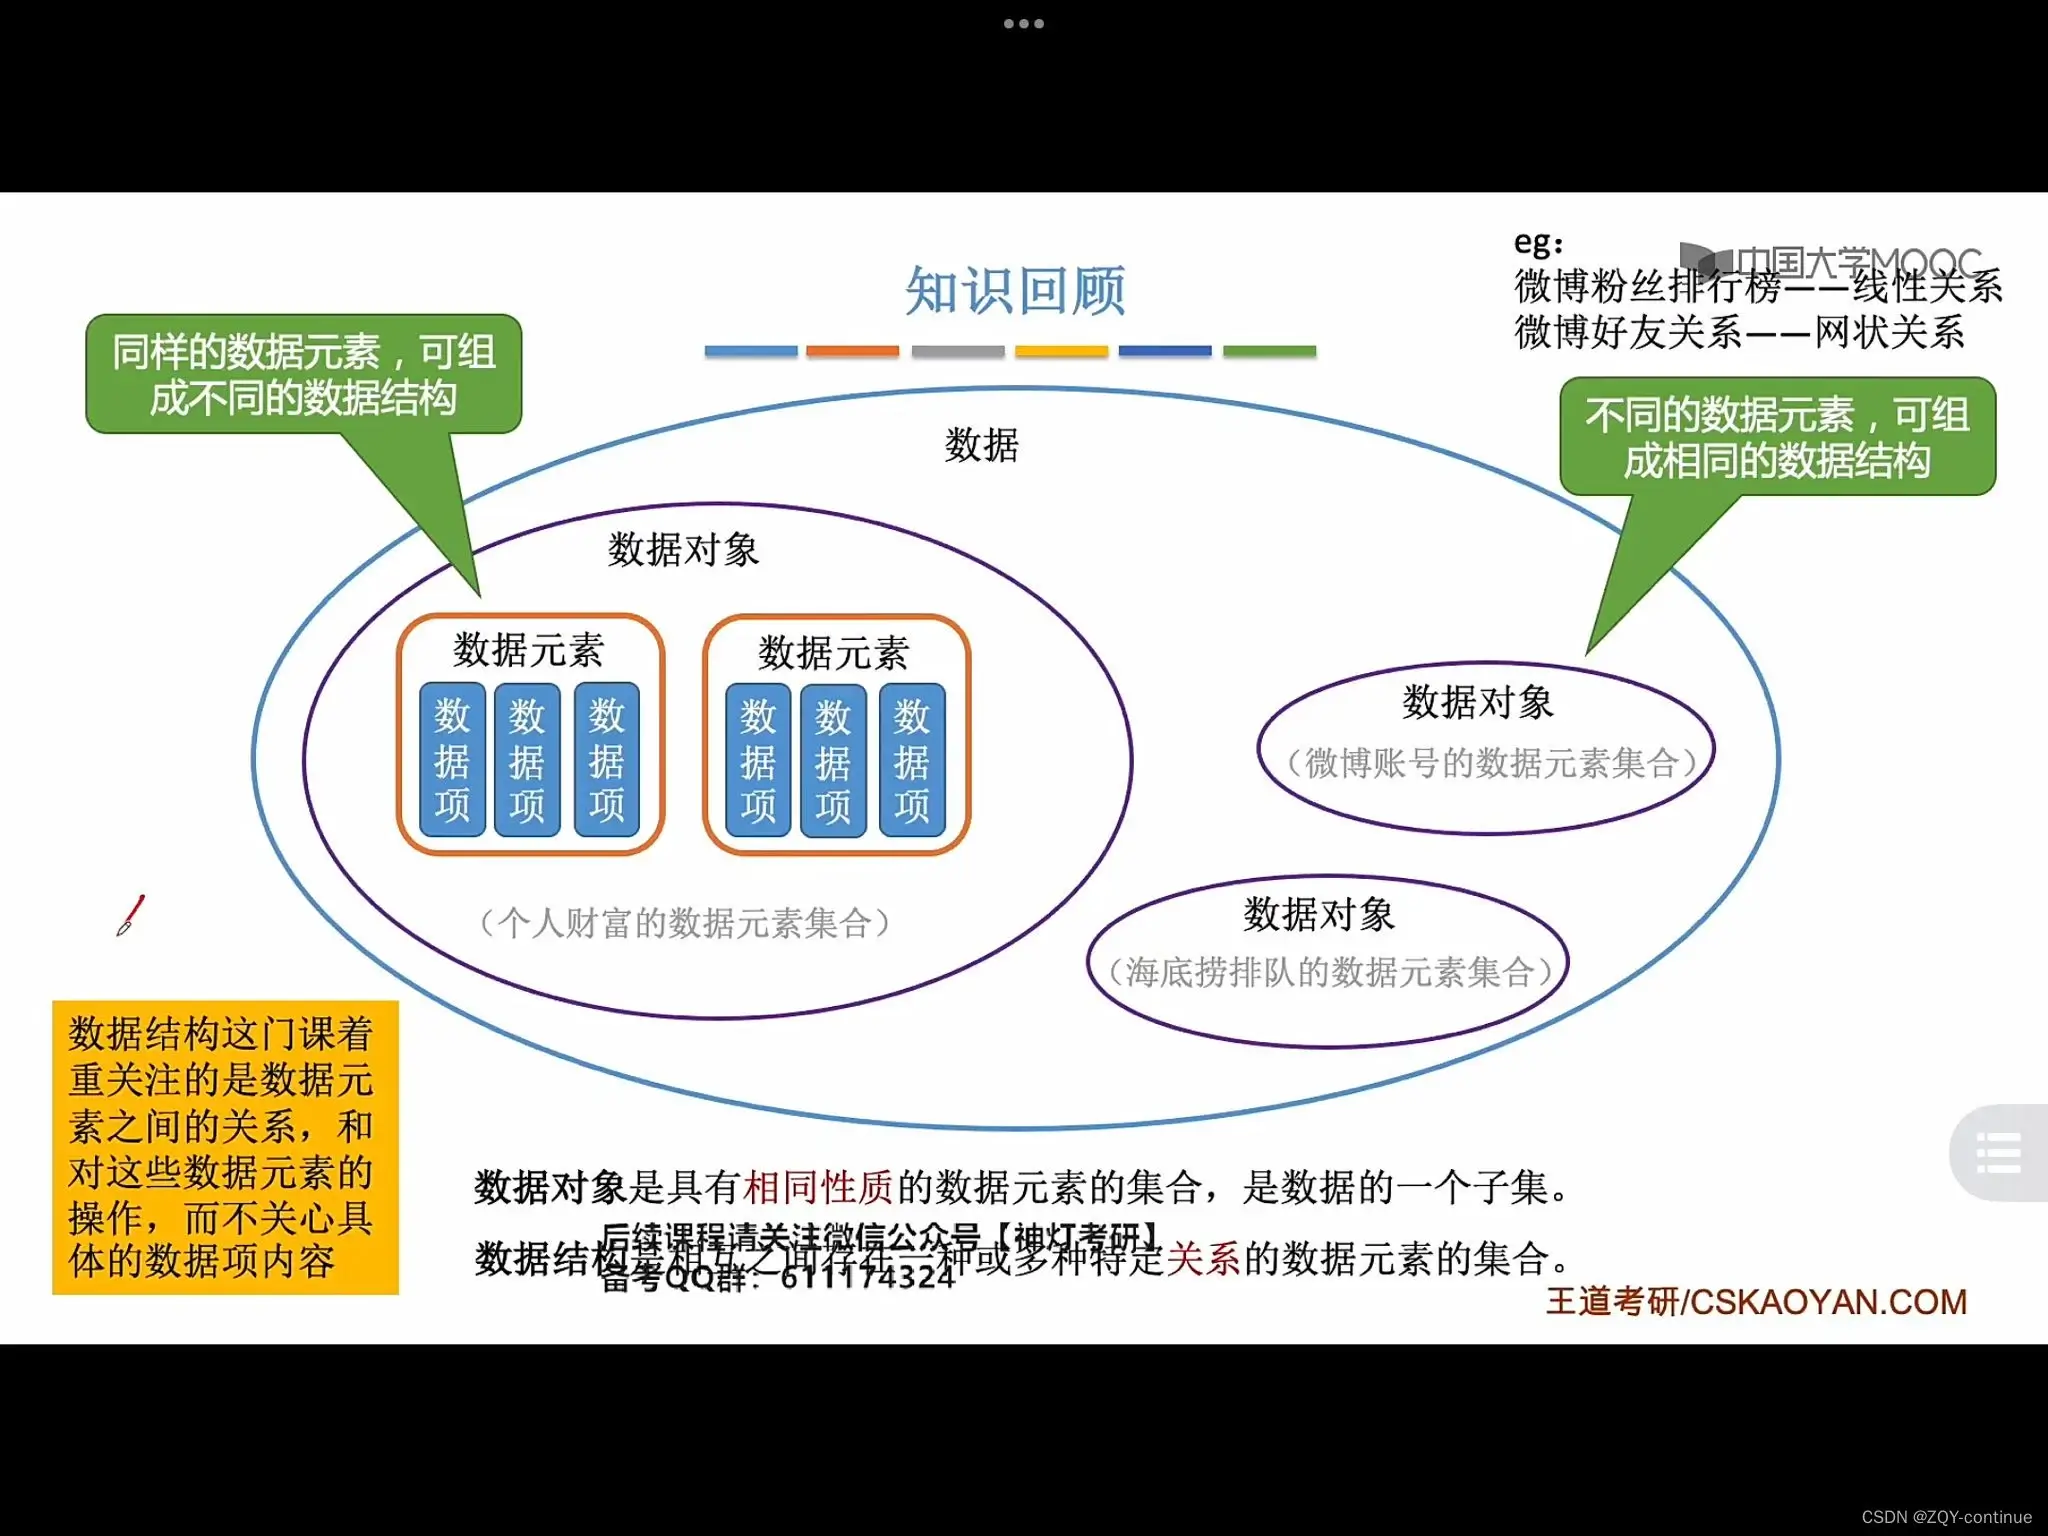 eg：
中国大学MOOC
知识回顾
微博粉丝排行榜——线性关系
微博好友关系——网状关系
同样的数据元素，可组
成不同的数据结构
不同的数据元素，可组
成相同的数据结构
数据
数据对象
数据元素
数据项
数据项
数据项
数据元素
数据项
数据项
数据项
（个人财富的数据元素集合）
数据对象
（微博账号的数据元素集合）
数据对象
（海底捞排队的数据元素集合）
数据结构这门课着
重关注的是数据元
素之间的关系，和
对这些数据元素的
操作，而不关心具
体的数据项内容
数据对象是具有相同性质的数据元素的集合，是数据的一个子集。
后续课程请关注微信公众号【神灯考研】
数据结构是相互之间存在一种或多种特定关系的数据元素的集合。
备考QQ群：611174324
王道考研/CSKAOYAN.COM
CSDN @ZQY-continue